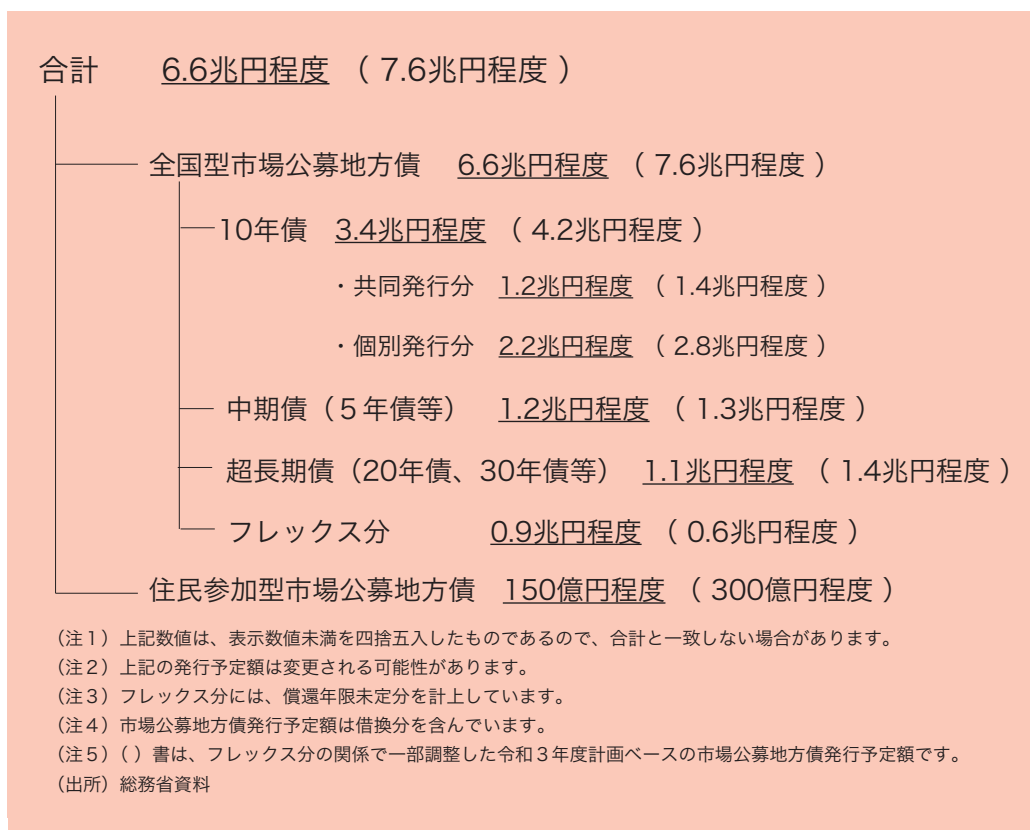 合計 6.6兆円程度 （ 7.6兆円程度 ）
全国型市場公募地方債 6.6兆円程度 （ 7.6兆円程度 ）
10年債 3.4兆円程度 （ 4.2兆円程度 ）
・共同発行分 1.2兆円程度 （ 1.4兆円程度 ）
・個別発行分 2.2兆円程度 （ 2.8兆円程度 ）
中期債（５年債等） 1.2兆円程度 （ 1.3兆円程度 ）
超長期債（20年債、30年債等） 1.1兆円程度 （ 1.4兆円程度 ）
フレックス分 0.9兆円程度 （ 0.6兆円程度 ）
住民参加型市場公募地方債 150億円程度 （ 300億円程度 ）
（注１）上記数値は、表示数値未満を四捨五入したものであるので、合計と一致しない場合があります。
（注２）上記の発行予定額は変更される可能性があります。
（注３）フレックス分には、償還年限未定分を計上しています。
（注４）市場公募地方債発行予定額は借換分を含んでいます。
（注５）（ ）書は、フレックス分の関係で一部調整した令和３年度計画ベースの市場公募地方債発行予定額です。
（出所）総務省資料